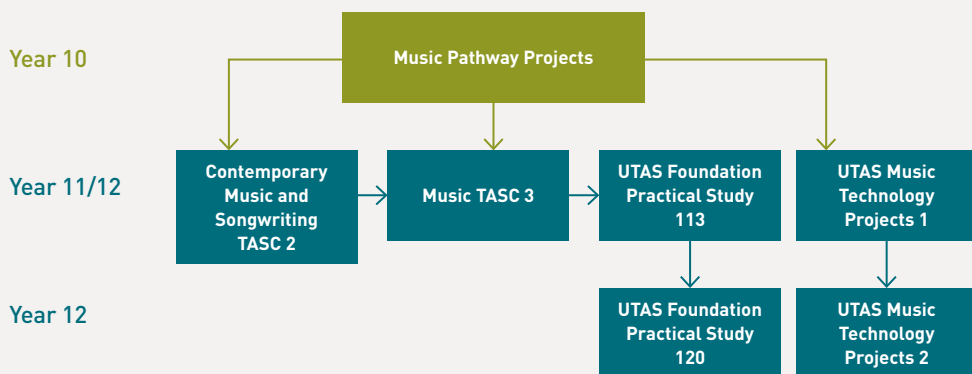 Year 10
Music Pathway Projects
Year 11/12
Contemporary
Music and
Songwriting
TASC 2
Music TASC 3
UTAS Foundation
Practical Study
113
UTAS Music
Technology
Projects 1
Year 12
UTAS Foundation
Practical Study
120
UTAS Music
Technology
Projects 2